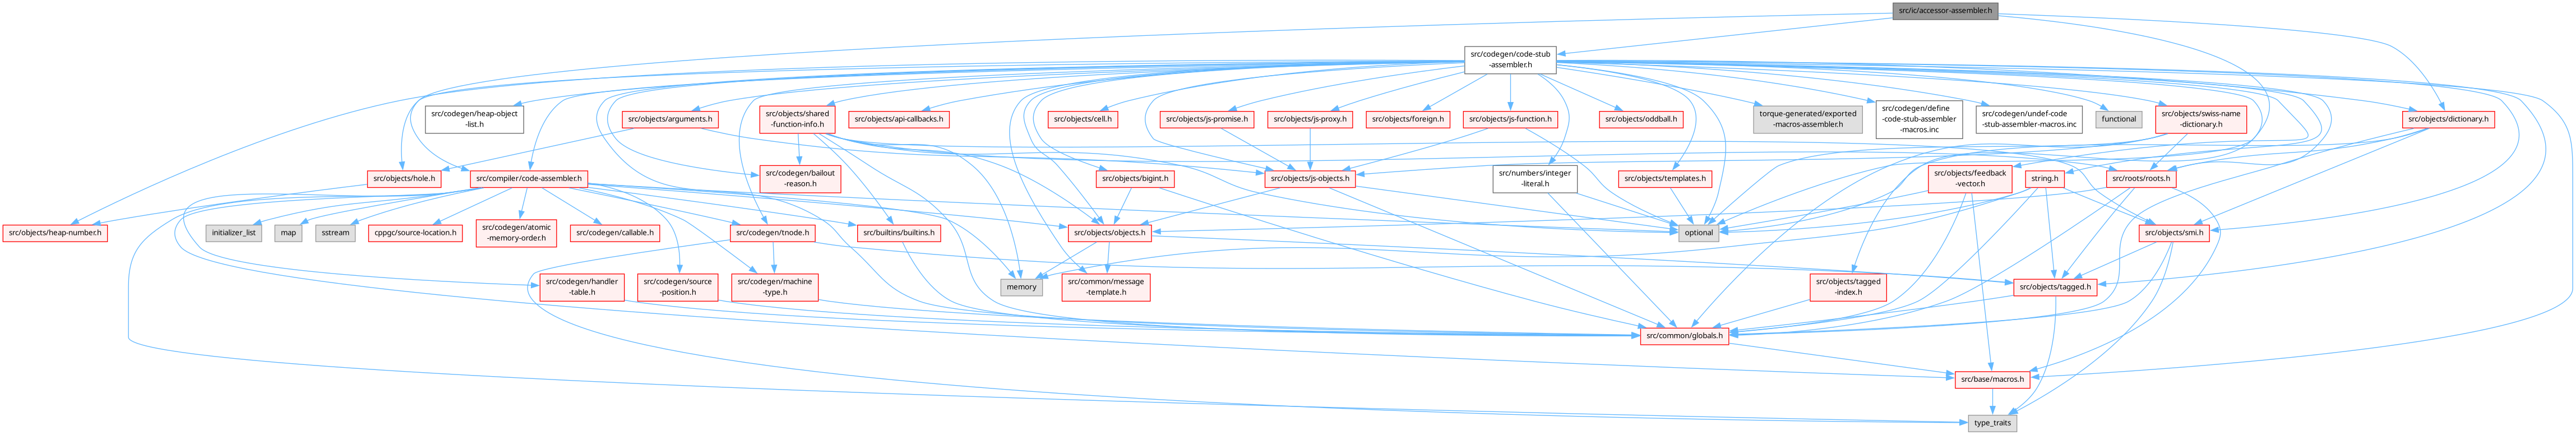 src/ic/accessor-assembler.h
src/codegen/code-stub
-assembler.h
src/codegen/heap-object
-list.h
src/objects/arguments.h
src/objects/shared
-function-info.h
src/objects/api-callbacks.h
src/objects/cell.h
src/objects/js-promise.h
src/objects/js-proxy.h
src/objects/foreign.h
src/objects/js-function.h
src/objects/oddball.h
torque-generated/exported
-macros-assembler.h
src/codegen/define
-code-stub-assembler
-macros.inc
src/codegen/undef-code
-stub-assembler-macros.inc
functional
src/objects/swiss-name
-dictionary.h
src/objects/dictionary.h
src/objects/hole.h
src/compiler/code-assembler.h
src/codegen/bailout
-reason.h
src/objects/bigint.h
src/objects/js-objects.h
src/numbers/integer
-literal.h
src/objects/templates.h
src/objects/feedback
-vector.h
string.h
src/roots/roots.h
src/objects/heap-number.h
initializer_list
map
sstream
cppgc/source-location.h
src/codegen/atomic
-memory-order.h
src/codegen/callable.h
src/codegen/tnode.h
src/builtins/builtins.h
src/objects/objects.h
optional
src/objects/smi.h
src/codegen/handler
-table.h
src/codegen/source
-position.h
src/codegen/machine
-type.h
memory
src/common/message
-template.h
src/objects/tagged
-index.h
src/objects/tagged.h
src/common/globals.h
src/base/macros.h
type_traits